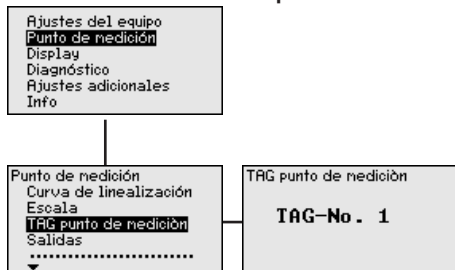 Ajustes del equipo
Punto de medición
Display
Diagnóstico
Ajustes adicionales
Info
Punto de medición
Curva de linealización
Escala
TAG punto de mediciòn
Salidas
TAG punto de mediciòn
TAG-No. 1